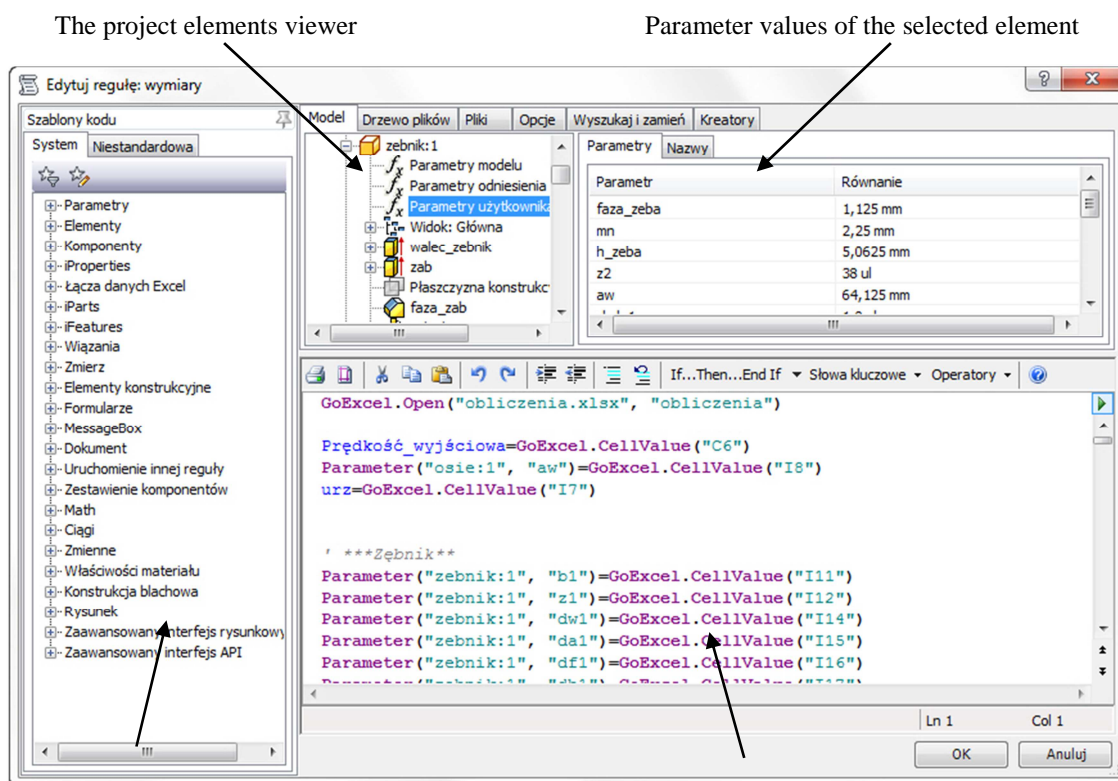 The project elements viewer
Parameter values of the selected element
Edytuj regułę: wymiary
Szablony kodu
System Niestandardowa
Parametry
Elementy
Komponenty
iProperties
Łącza danych Excel
iParts
iFeatures
Wiązania
Zmierz
Elementy konstrukcyjne
Formularze
MessageBox
Dokument
Uruchomienie innej reguły
Zestawienie komponentów
Math
Ciągi
Zmienne
Właściwości materiału
Konstrukcja blachowa
Rysunek
Zaawansowany interfejs rysunkowy
Zaawansowany interfejs API
Model Drzewo plików Pliki Opcje Wyszukaj i zamień Kreatory
zebnik:1
Parametry modelu
Parametry odniesienia
Parametry użytkownika
Widok: Główna
walec_zebnik
zab
Płaszczyzna konstrukc
faza_zab
Parametry Nazwy
Parametr Równanie
faza_zeba 1,125 mm
mn 2,25 mm
h_zeba 5,0625 mm
z2 38 ul
aw 64,125 mm
If...Then...End If Słowa kluczowe Operatory
GoExcel.Open("obliczenia.xlsx", "obliczenia")
Prędkość_wyjściowa=GoExcel.CellValue("C6")
Parameter("osie:1", "aw")=GoExcel.CellValue("I8")
urz=GoExcel.CellValue("I7")
' ***Zębnik**
Parameter("zebnik:1", "b1")=GoExcel.CellValue("I11")
Parameter("zebnik:1", "z1")=GoExcel.CellValue("I12")
Parameter("zebnik:1", "dw1")=GoExcel.CellValue("I14")
Parameter("zebnik:1", "da1")=GoExcel.CellValue("I15")
Parameter("zebnik:1", "df1")=GoExcel.CellValue("I16")
Ln 1 Col 1
OK Anuluj